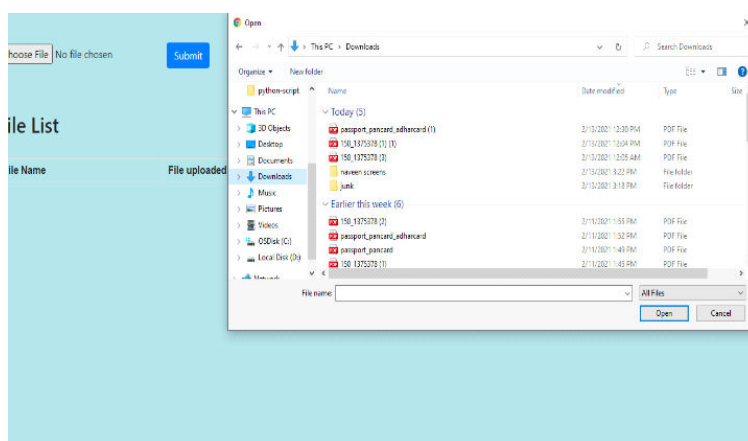 Open
This PC > Downloads
Search Downloads
Organize
New folder
hoose File No file chosen
Submit
ile List
ile Name File uploaded
python-script
This PC
3D Objects
Desktop
Documents
Downloads
Music
Pictures
Videos
OSDisk (C:)
Local Disk (D:)
Network
Name Date modified Type Size
Today (5)
passport_pancard_adharcard (1) 2/13/2021 12:30 PM PDF File
150_1375378 (1) (1) 2/13/2021 12:04 PM PDF File
150_1375378 (3) 2/13/2021 12:05 AM PDF File
naveen screens 2/13/2021 3:22 PM File folder
junk 2/13/2021 3:18 PM File folder
Earlier this week (6)
150_1375378 (2) 2/11/2021 1:55 PM PDF File
passport_pancard_adharcard 2/11/2021 1:52 PM PDF File
passport_pancard 2/11/2021 1:49 PM PDF File
150_1375378 (1) 2/11/2021 1:45 PM PDF File
File name: All Files
Open Cancel